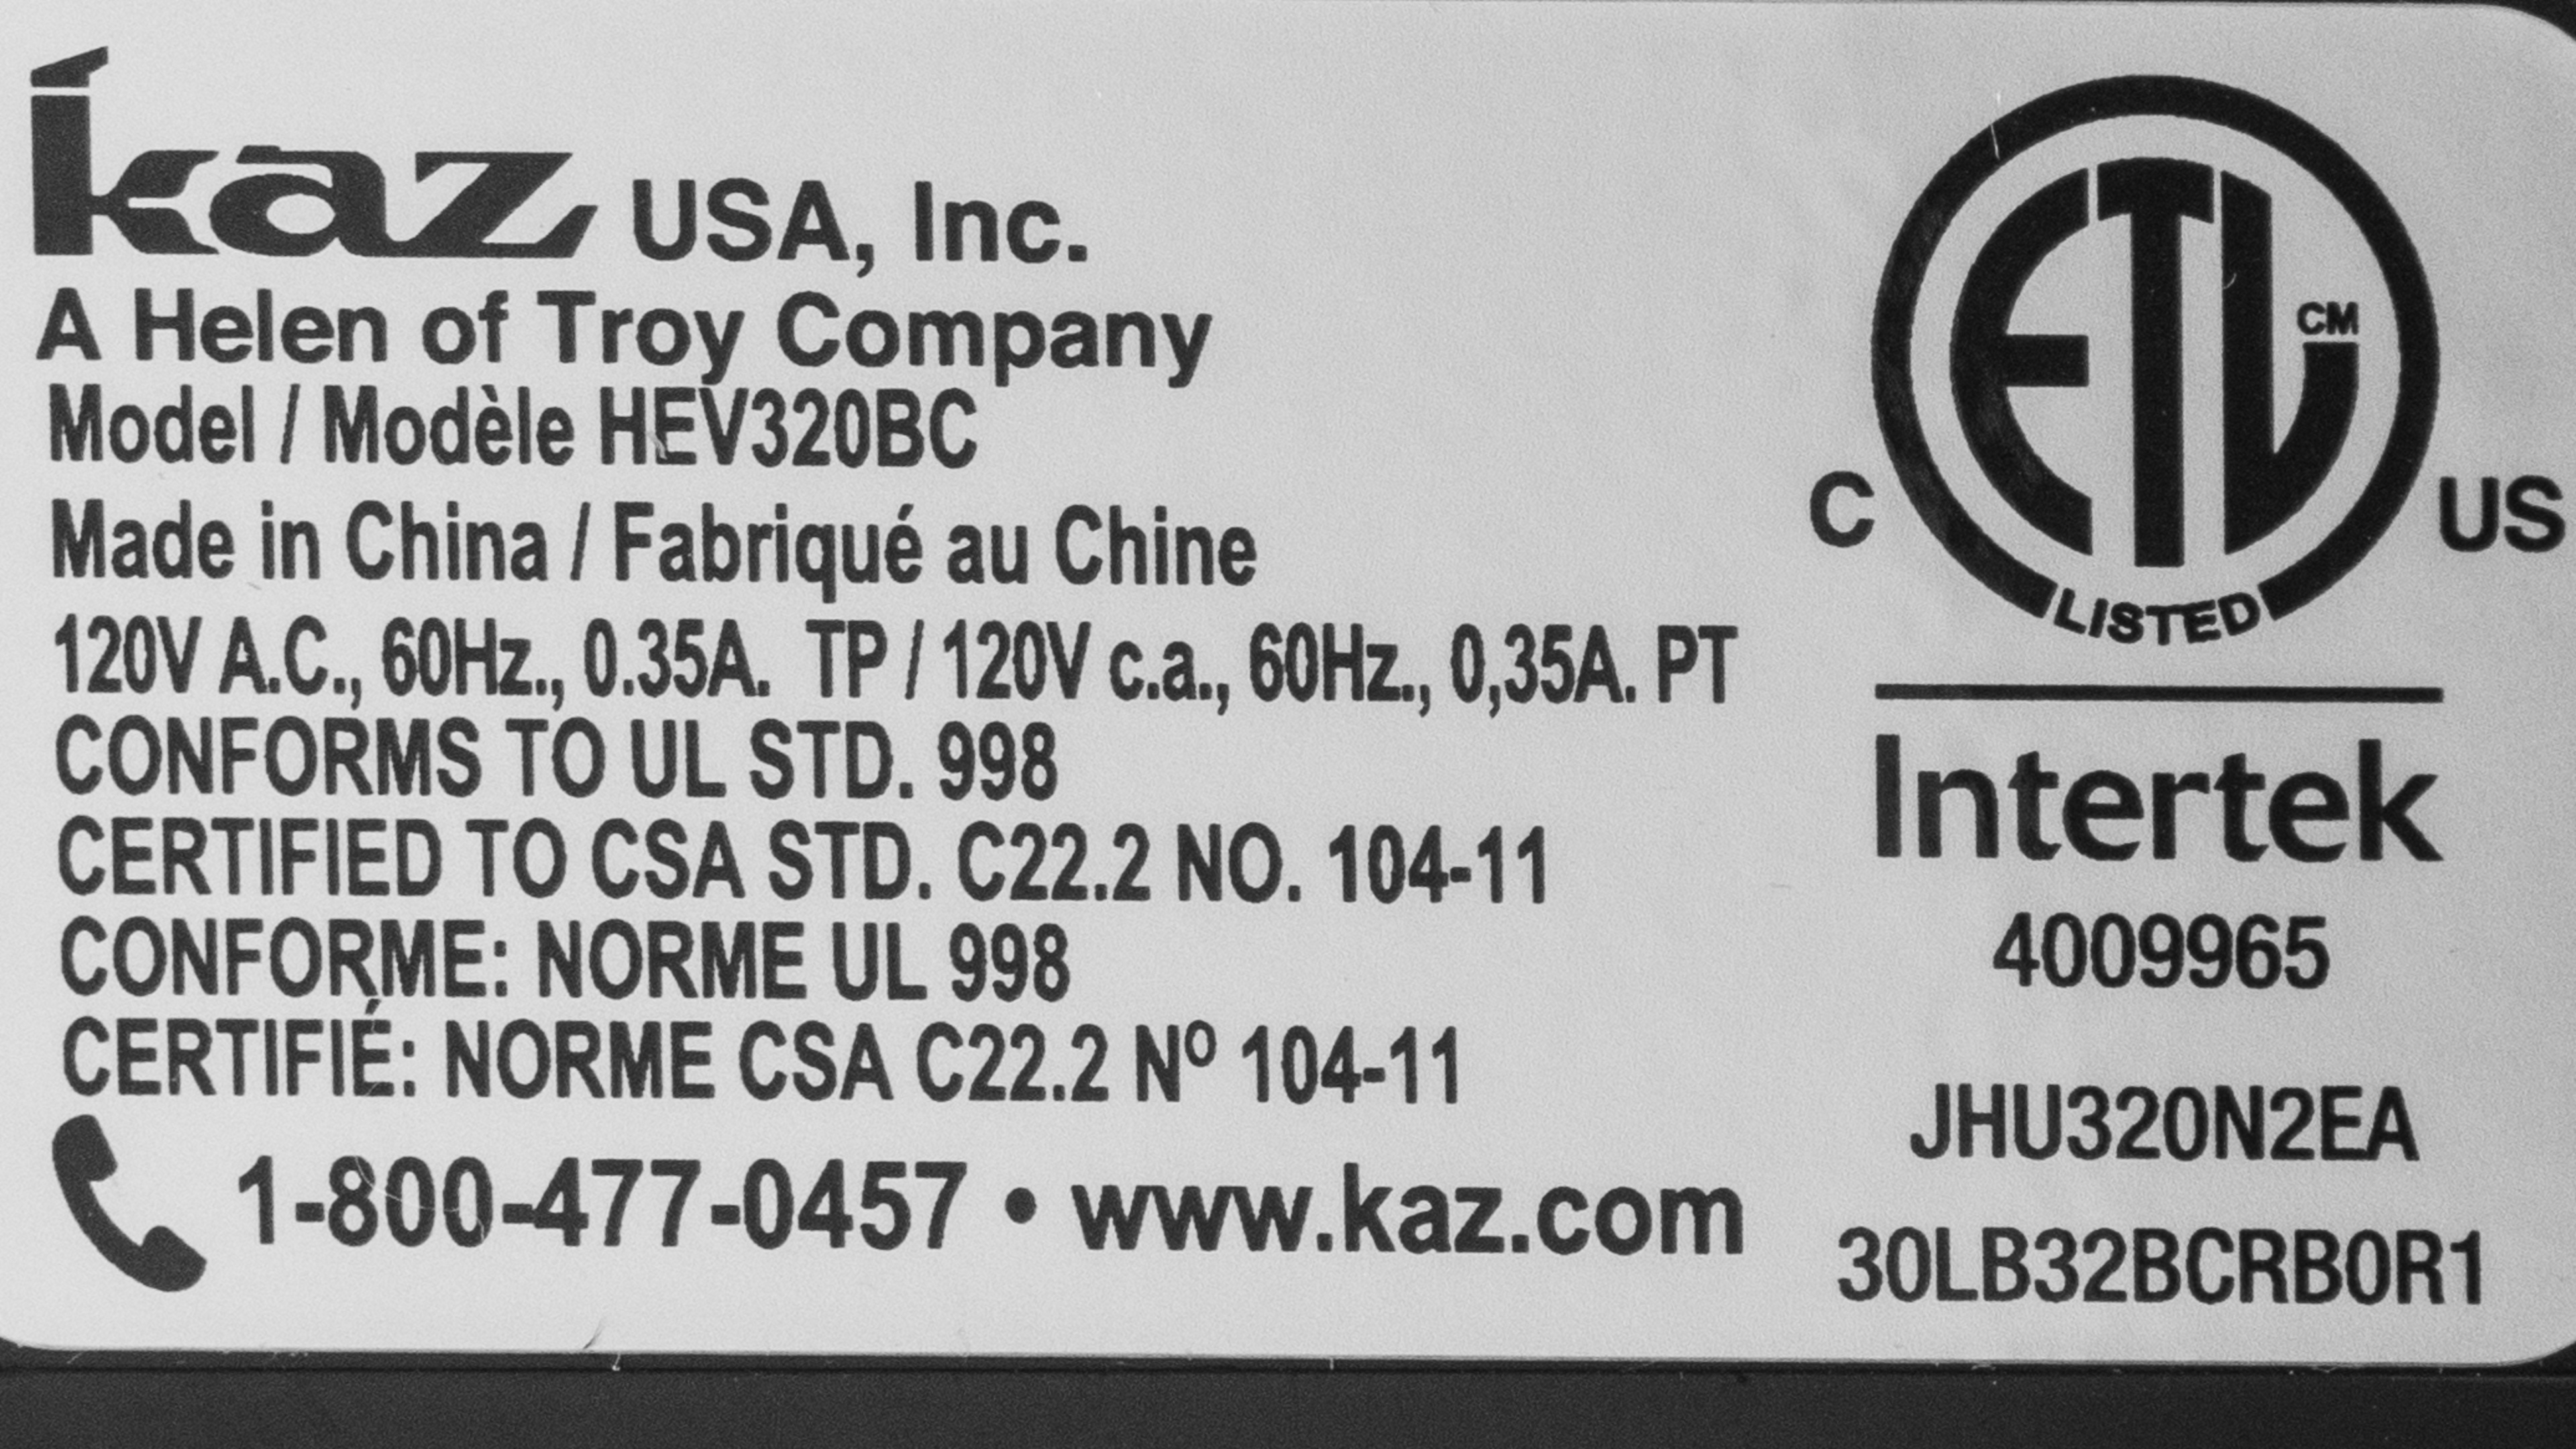 kaz USA, Inc.
A Helen of Troy Company
Model / Modèle HEV320BC
Made in China / Fabriqué au Chine
120V A.C., 60Hz., 0.35A. TP / 120V c.a., 60Hz., 0,35A. PT
CONFORMS TO UL STD. 998
CERTIFIED TO CSA STD. C22.2 NO. 104-11
CONFORME: NORME UL 998
CERTIFIÉ: NORME CSA C22.2 Nº 104-11
1-800-477-0457 • www.kaz.com
ETL CM
C US
LISTED
Intertek
4009965
JHU320N2EA
30LB32BCRB0R1